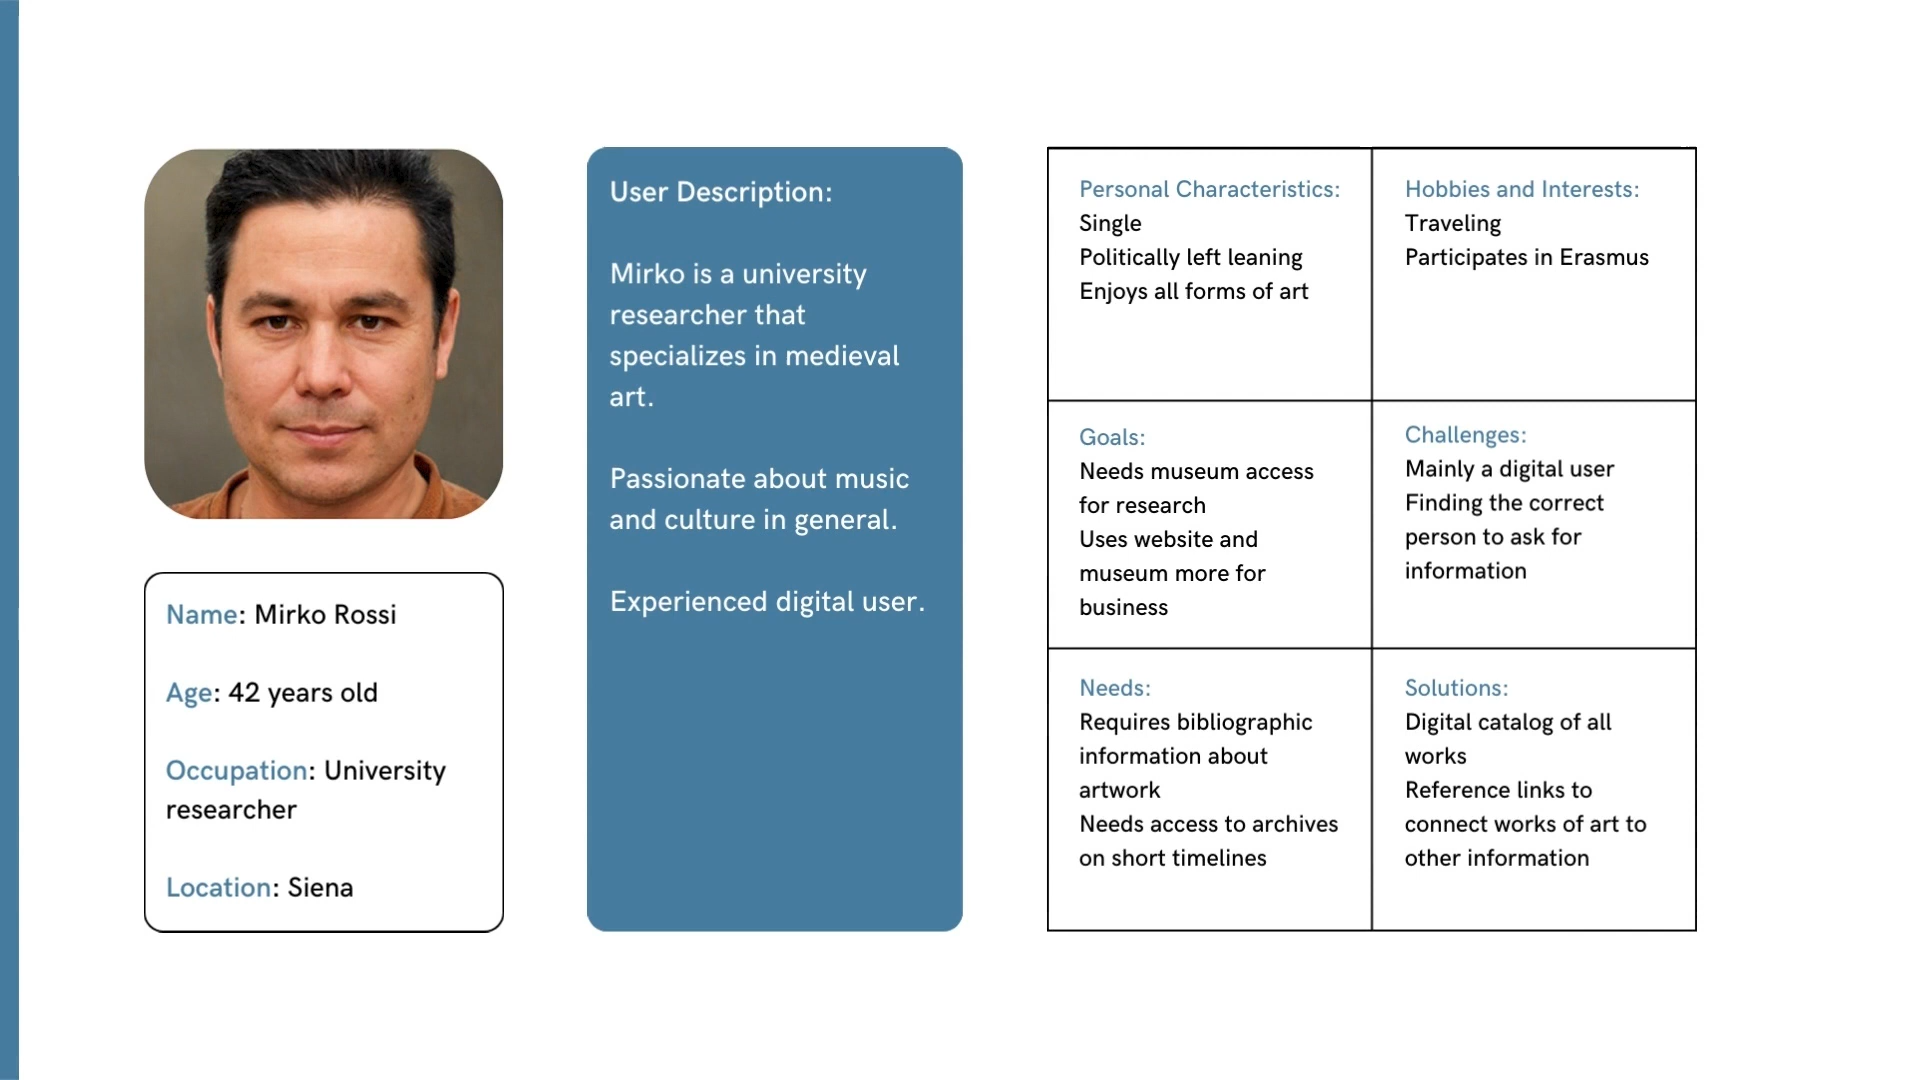 Name: Mirko Rossi
Age: 42 years old
Occupation: University
researcher
Location: Siena
User Description:
Mirko is a university
researcher that
specializes in medieval
art.
Passionate about music
and culture in general.
Experienced digital user.
Personal Characteristics:
Single
Politically left leaning
Enjoys all forms of art
Hobbies and Interests:
Traveling
Participates in Erasmus
Goals:
Needs museum access
for research
Uses website and
museum more for
business
Challenges:
Mainly a digital user
Finding the correct
person to ask for
information
Needs:
Requires bibliographic
information about
artwork
Needs access to archives
on short timelines
Solutions:
Digital catalog of all
works
Reference links to
connect works of art to
other information